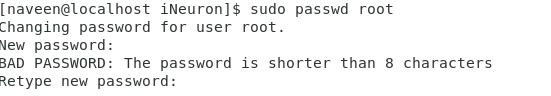 [naveen@localhost iNeuron]$ sudo passwd root
Changing password for user root.
New password:
BAD PASSWORD: The password is shorter than 8 characters
Retype new password: